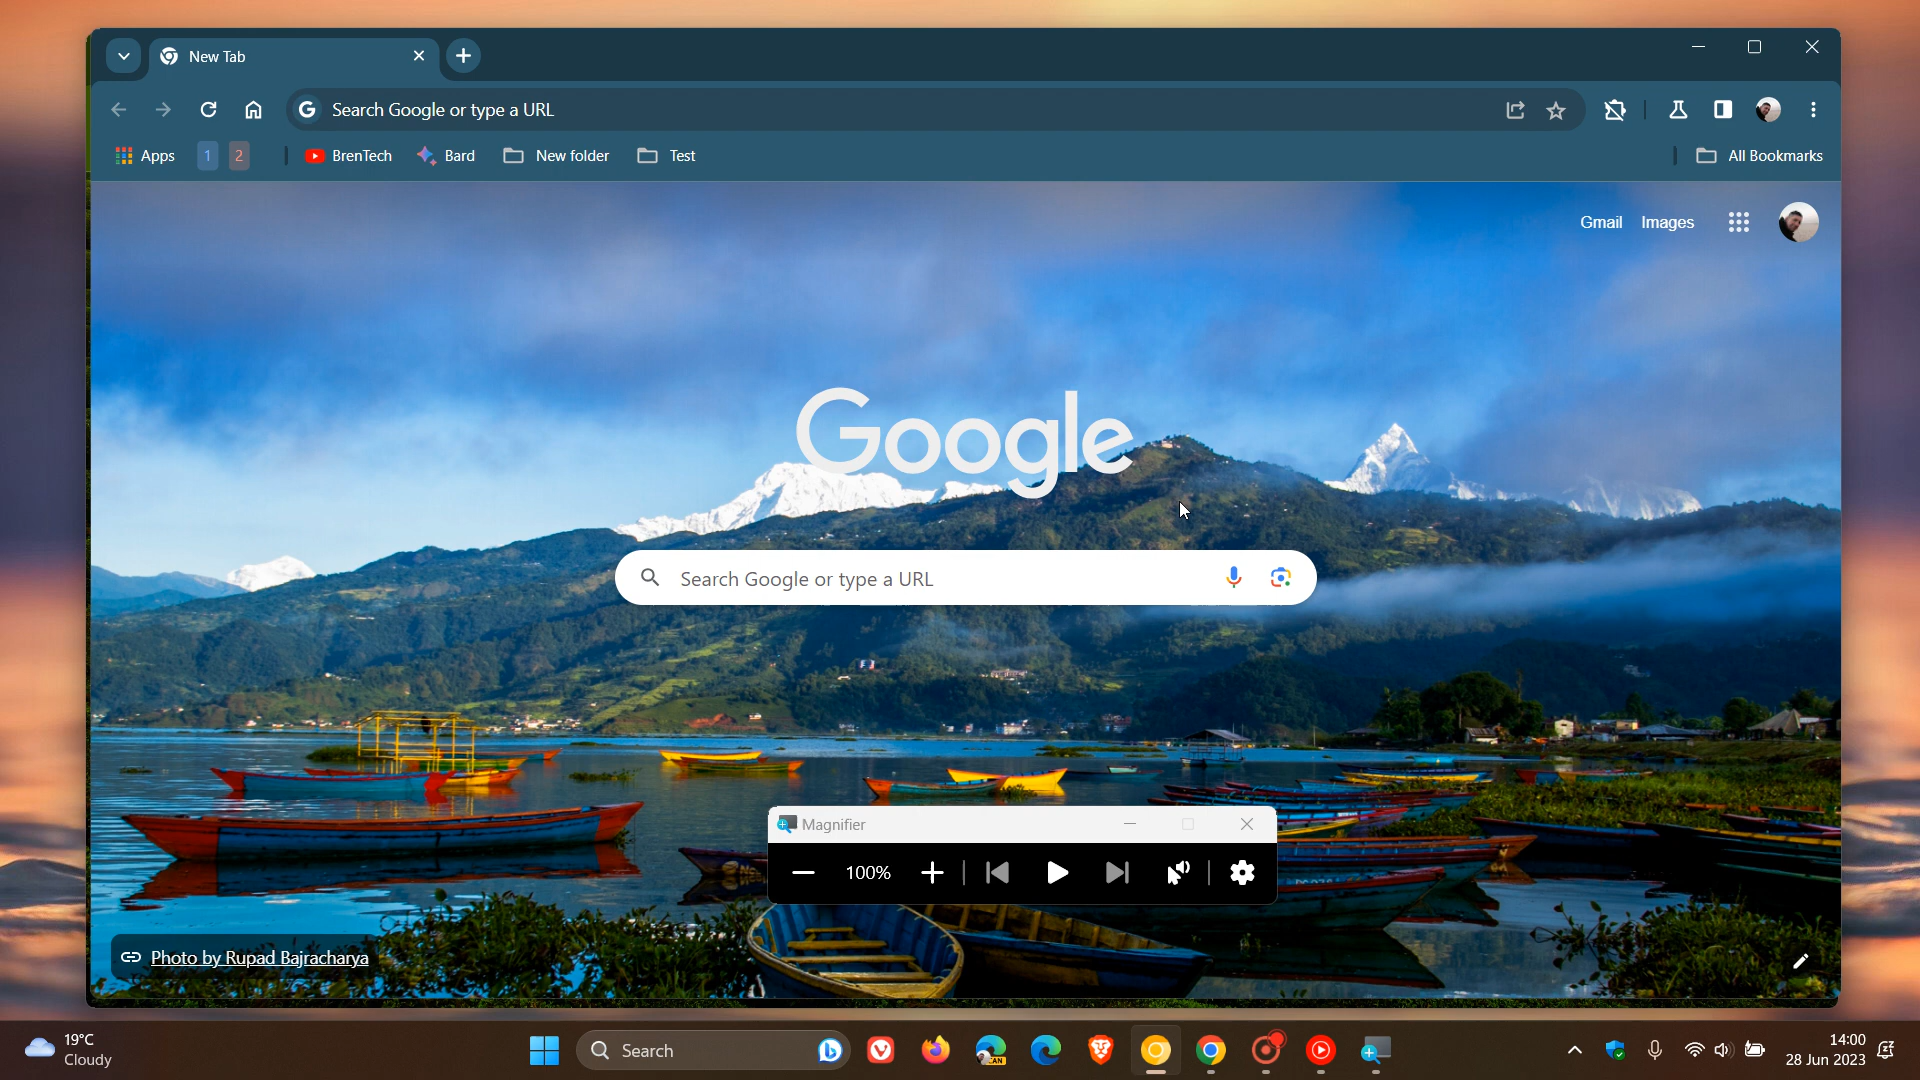 New Tab
Search Google or type a URL
Apps
1
2
BrenTech
Bard
New folder
Test
All Bookmarks
Gmail
Images
Google
Search Google or type a URL
Magnifier
100%
Photo by Rupad Bajracharya
19°C
Cloudy
Search
CAN
14:00
28 Jun 2023